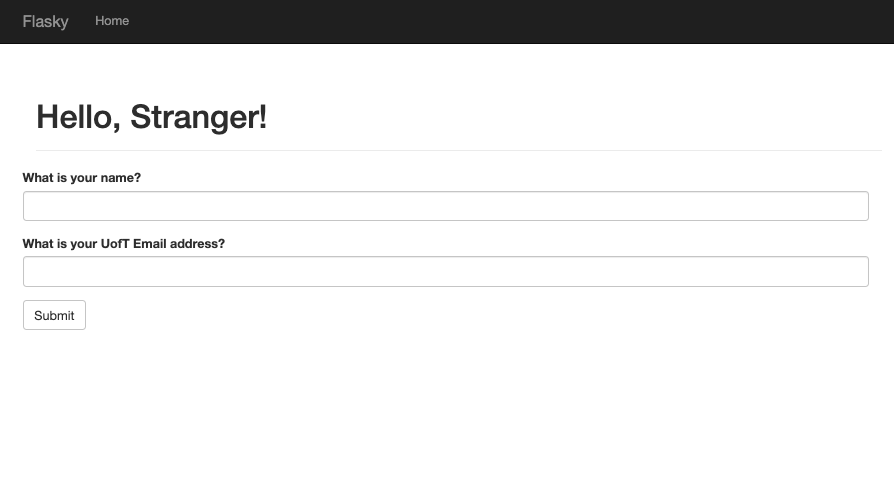 Flasky Home
Hello, Stranger!
What is your name?
What is your UofT Email address?
Submit